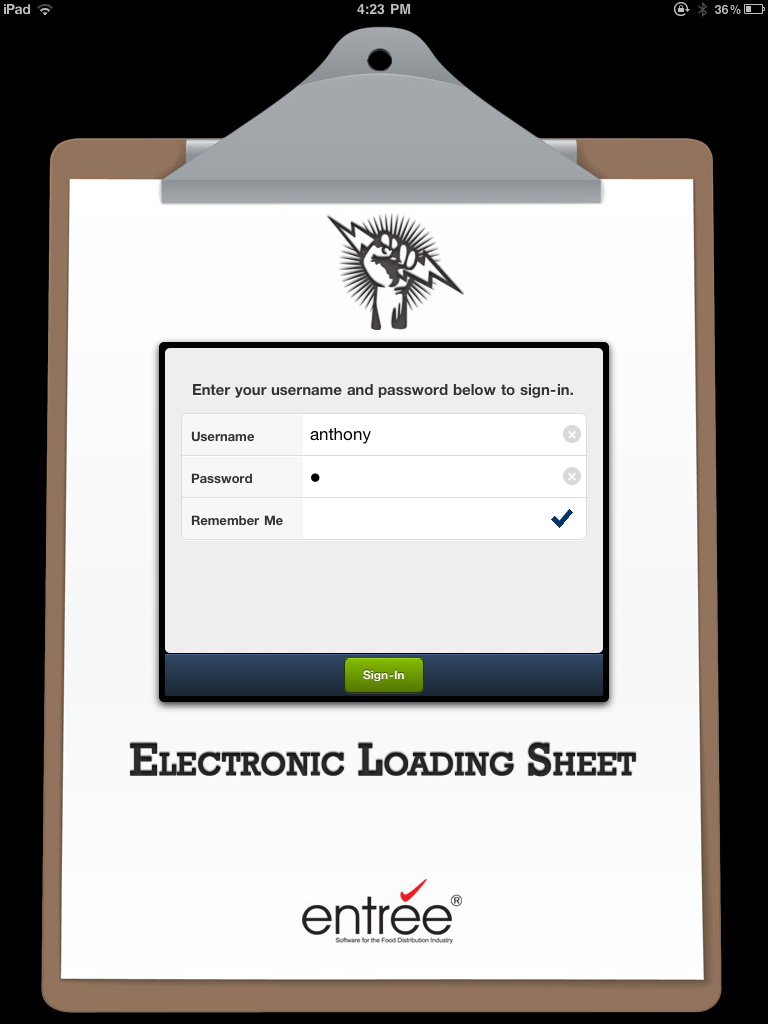 iPad 4:23 PM 36%
Enter your username and password below to sign-in.
Username anthony
Password ●
Remember Me
Sign-In
ELECTRONIC LOADING SHEET
entrée®
Software for the Food Distribution Industry